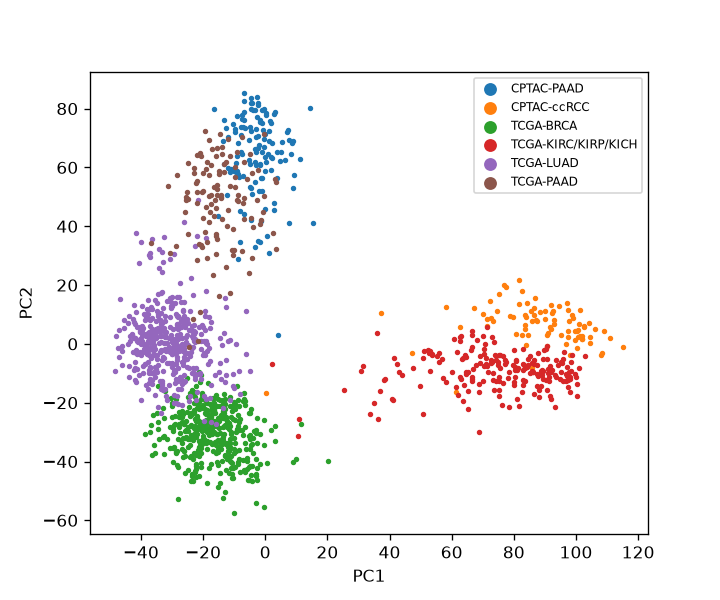 CPTAC-PAAD
CPTAC-ccRCC
TCGA-BRCA
TCGA-KIRC/KIRP/KICH
TCGA-LUAD
TCGA-PAAD
80
60
40
20
0
−20
−40
−60
PC2
−40 −20 0 20 40 60 80 100 120
PC1